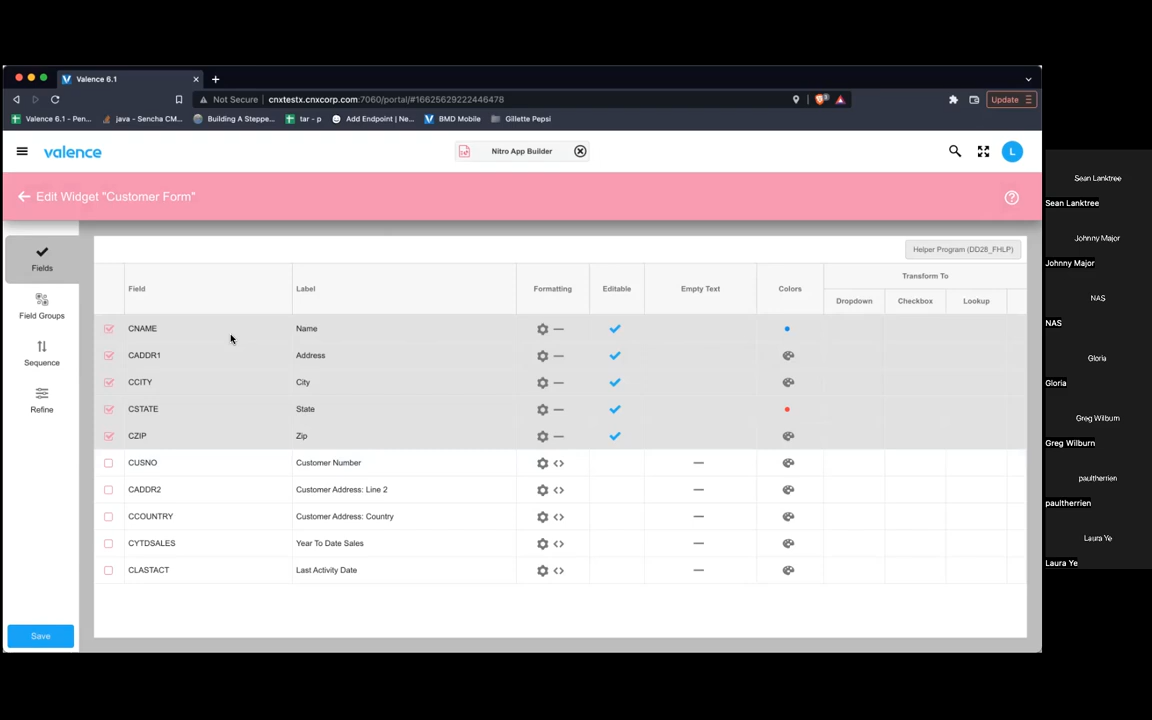 Valence 6.1
Not Secure cnxtestx.cnxcorp.com:7060/portal/#16625629222446478
Update
Valence 6.1 - Pen...
java - Sencha CM...
Building A Steppe...
tar - p
Add Endpoint | Ne...
BMD Mobile
Gillette Pepsi
valence
Nitro App Builder
L
Edit Widget "Customer Form"
Fields
Field Groups
Sequence
Refine
Save
Helper Program (DD28_FHLP)
Field Label Formatting Editable Empty Text Colors Transform To
Dropdown Checkbox Lookup
CNAME Name
CADDR1 Address
CCITY City
CSTATE State
CZIP Zip
CUSNO Customer Number
CADDR2 Customer Address: Line 2
CCOUNTRY Customer Address: Country
CYTDSALES Year To Date Sales
CLASTACT Last Activity Date
Sean Lanktree
Sean Lanktree
Johnny Major
Johnny Major
NAS
NAS
Gloria
Gloria
Greg Wilburn
Greg Wilburn
paultherrien
paultherrien
Laura Ye
Laura Ye